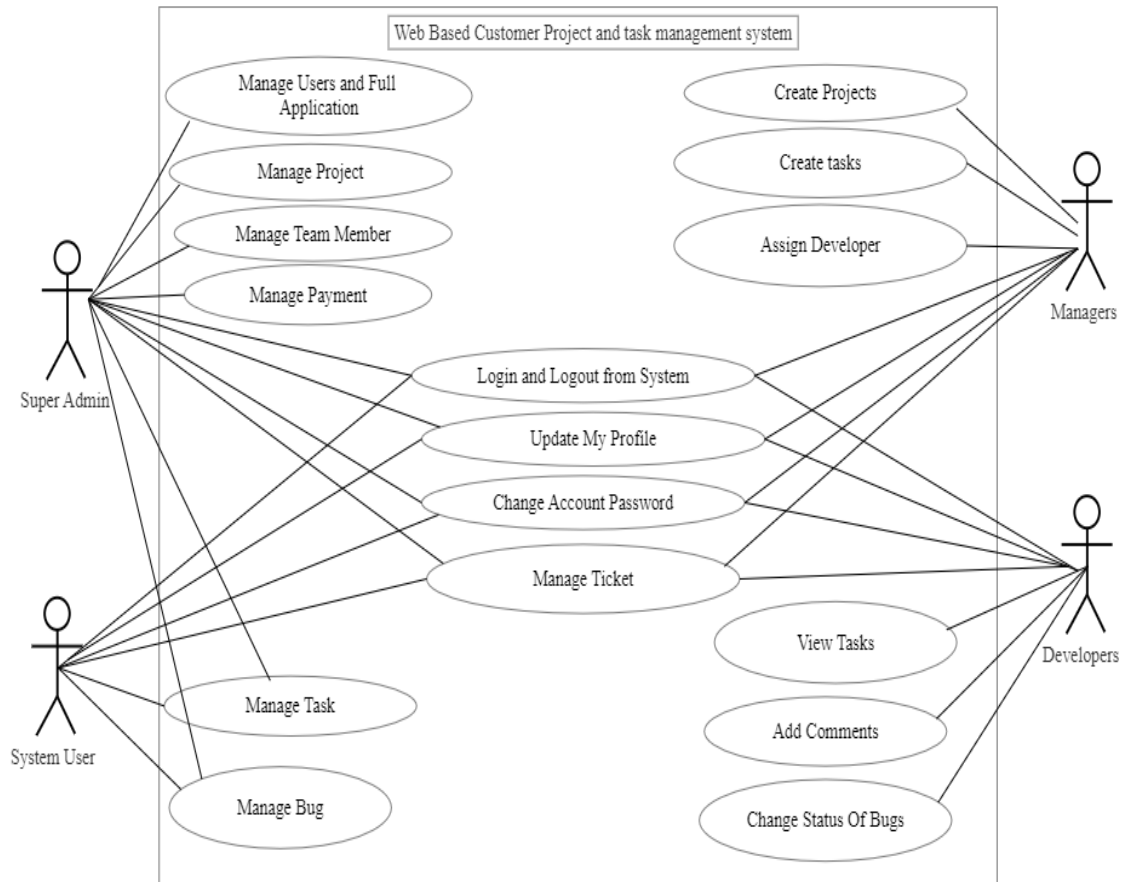 Web Based Customer Project and task management system
Manage Users and Full
Application
Manage Project
Manage Team Member
Manage Payment
Create Projects
Create tasks
Assign Developer
Super Admin
Managers
Login and Logout from System
Update My Profile
Change Account Password
Manage Ticket
System User
Developers
Manage Task
Manage Bug
View Tasks
Add Comments
Change Status Of Bugs